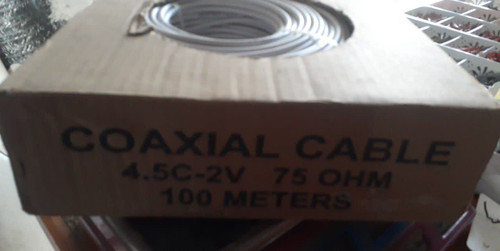 COAXIAL CABLE
4.5C-2V 75 OHM
100 METERS